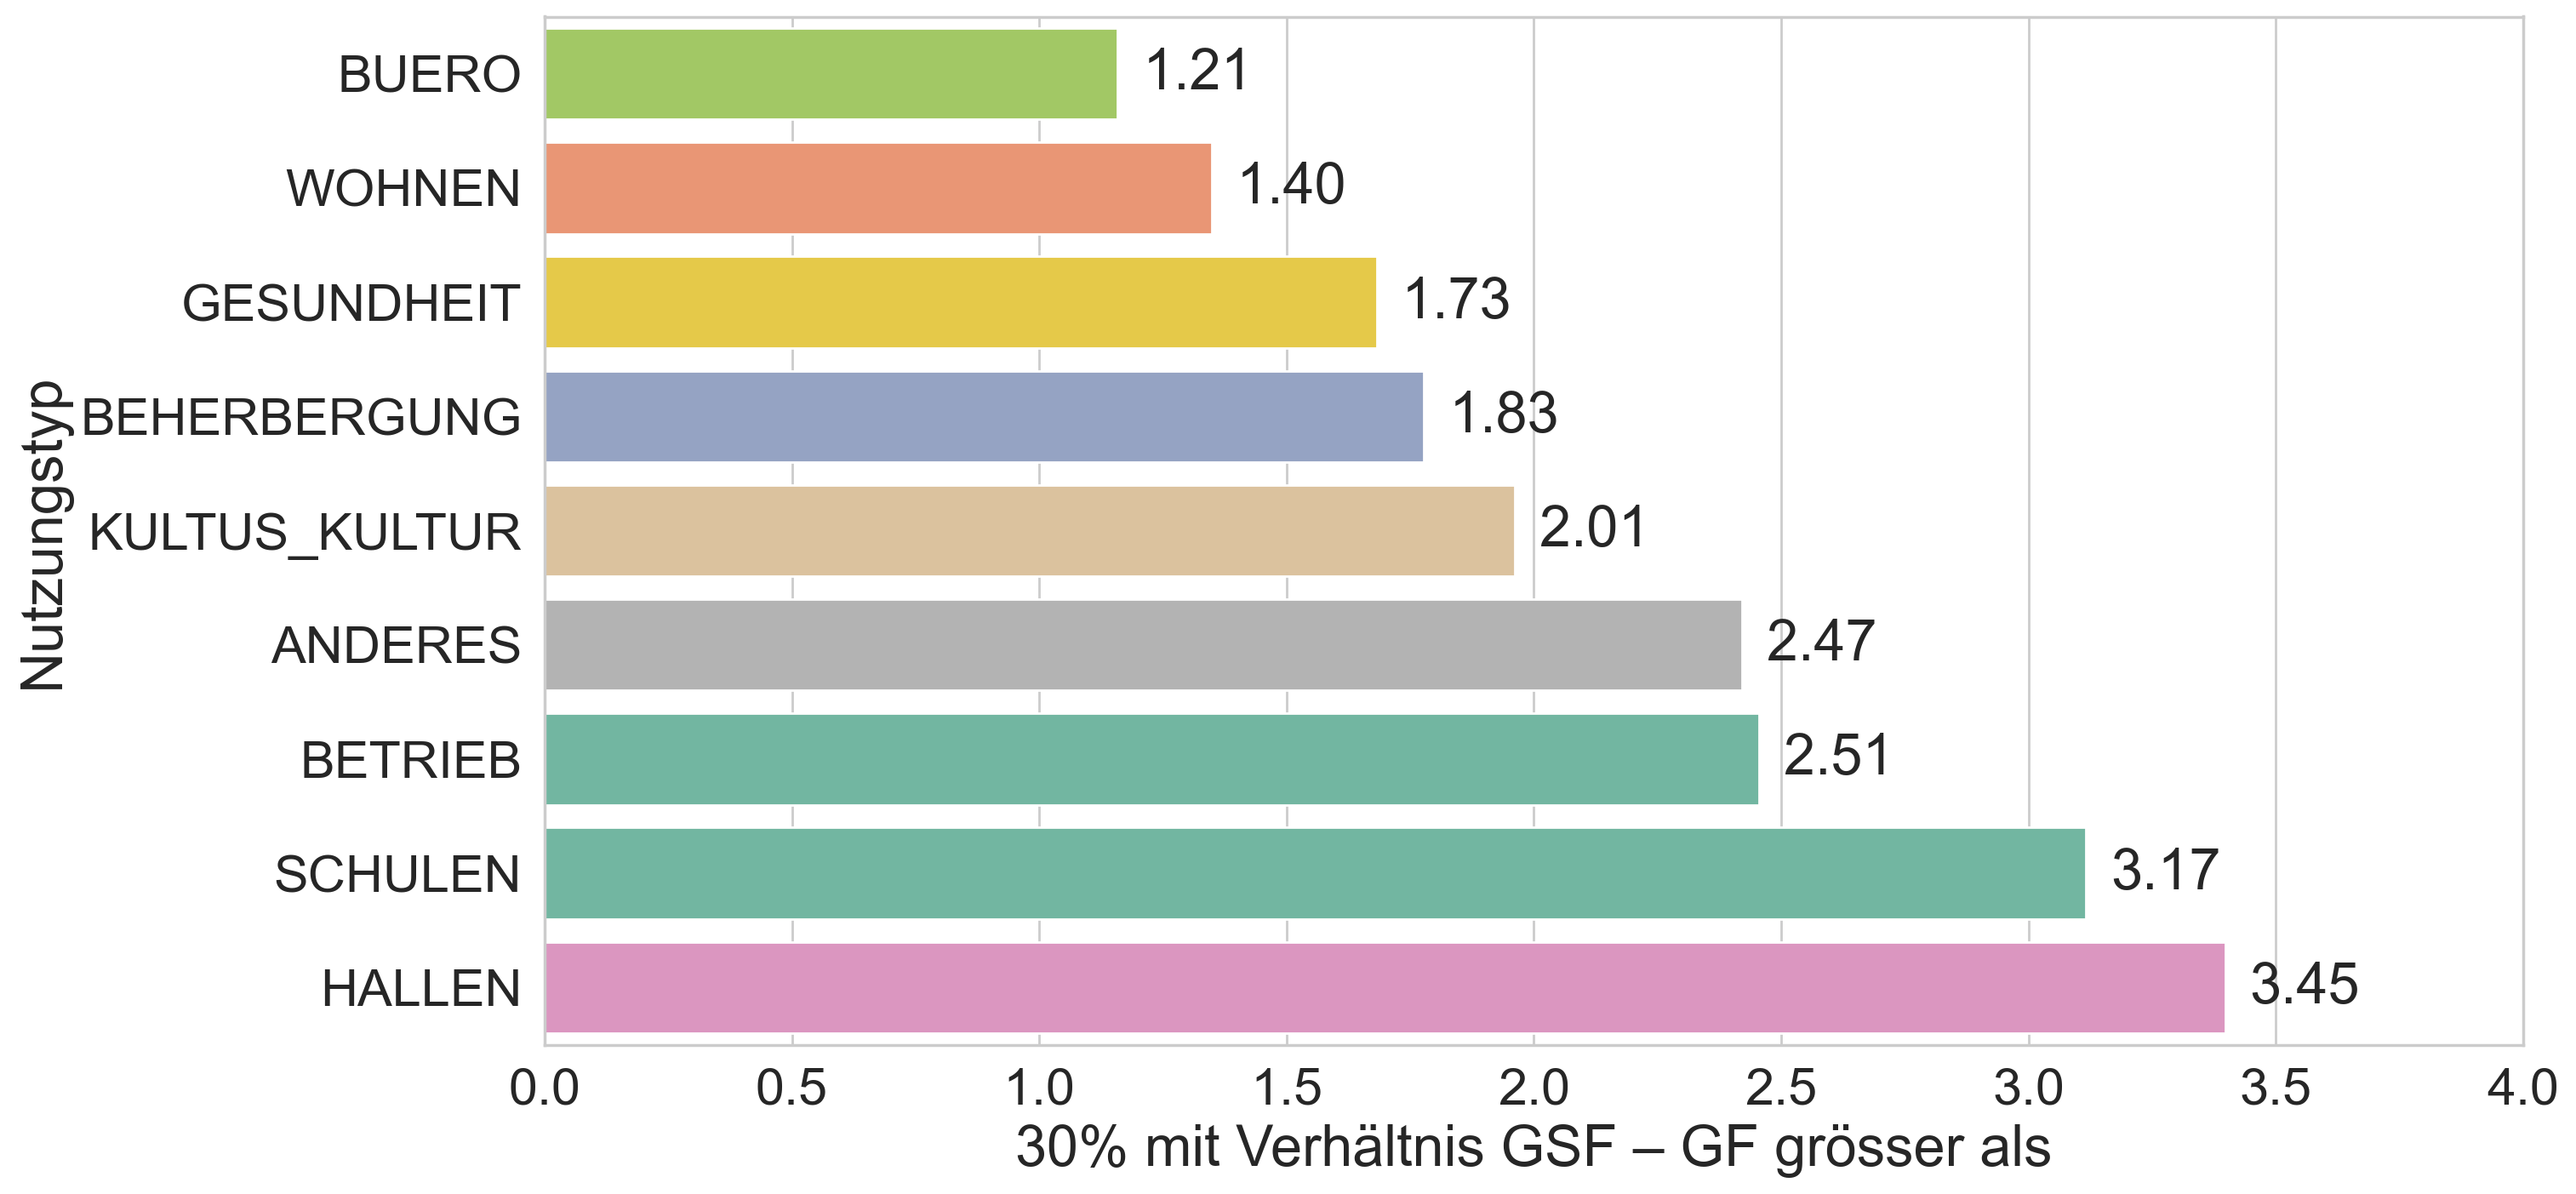 BUERO 1.21
WOHNEN 1.40
GESUNDHEIT 1.73
BEHERBERGUNG 1.83
KULTUS_KULTUR 2.01
ANDERES 2.47
BETRIEB 2.51
SCHULEN 3.17
HALLEN 3.45
Nutzungstyp
0.0 0.5 1.0 1.5 2.0 2.5 3.0 3.5 4.0
30% mit Verhältnis GSF – GF grösser als